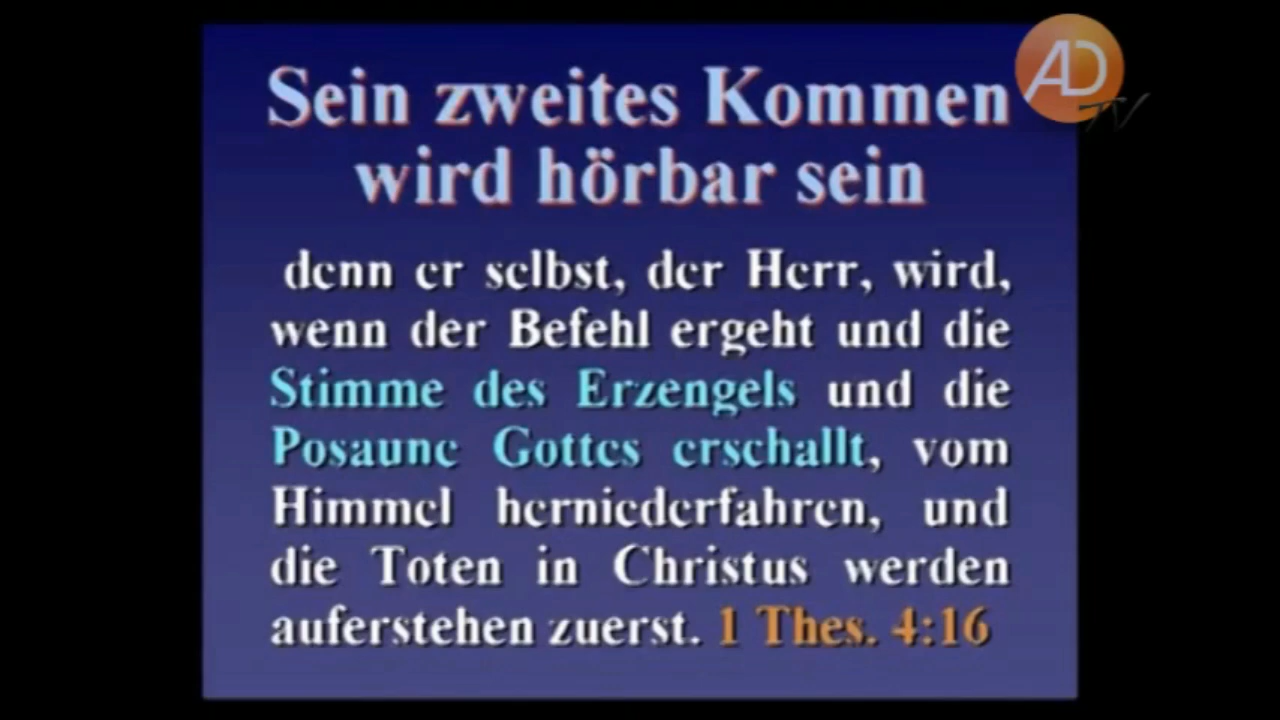 Sein zweites Kommen
wird hörbar sein
denn er selbst, der Herr, wird,
wenn der Befehl ergeht und die
Stimme des Erzengels und die
Posaune Gottes erschallt, vom
Himmel herniederfahren, und
die Toten in Christus werden
auferstehen zuerst. 1 Thes. 4:16
AD
TV